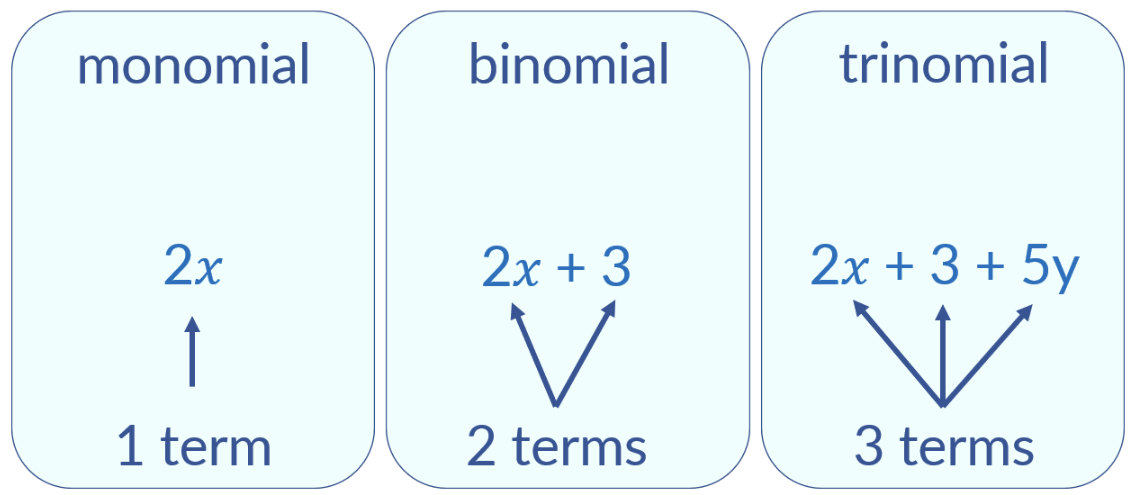 monomial
2x
1 term
binomial
2x + 3
2 terms
trinomial
2x + 3 + 5y
3 terms